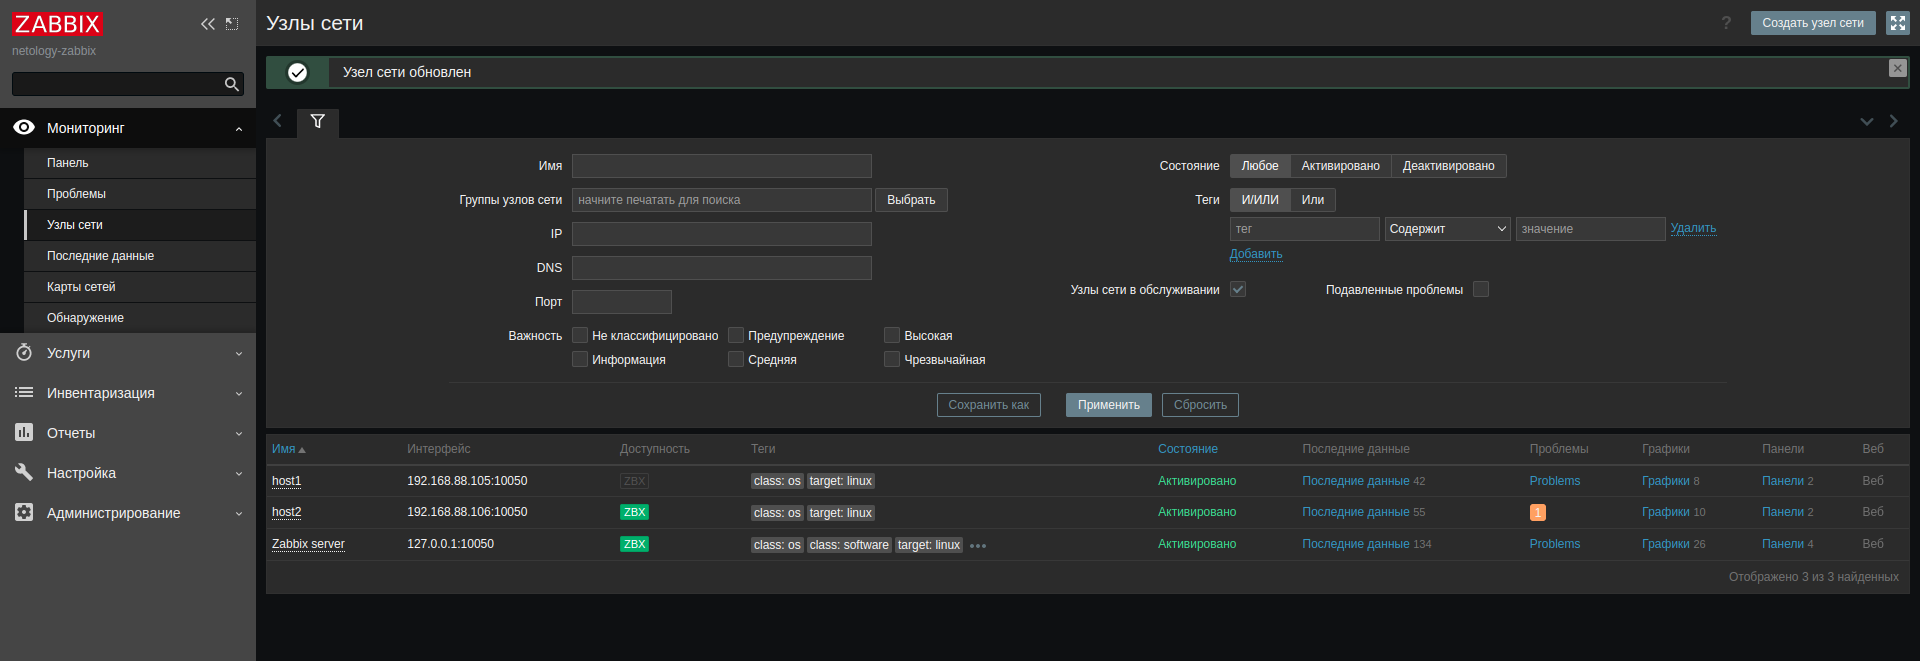 ZABBIX
netology-zabbix
Мониторинг
Панель
Проблемы
Узлы сети
Последние данные
Карты сетей
Обнаружение
Услуги
Инвентаризация
Отчеты
Настройка
Администрирование
Узлы сети
? Создать узел сети
Узел сети обновлен
Имя
Группы узлов сети начните печатать для поиска Выбрать
IP
DNS
Порт
Важность Не классифицировано Предупреждение Высокая
Информация Средняя Чрезвычайная
Состояние Любое Активировано Деактивировано
Теги И/ИЛИ Или
тег Содержит значение Удалить
Добавить
Узлы сети в обслуживании Подавленные проблемы
Сохранить как Применить Сбросить
Имя Интерфейс Доступность Теги Состояние Последние данные Проблемы Графики Панели Веб
host1 192.168.88.105:10050 ZBX class: os target: linux Активировано Последние данные 42 Problems Графики 8 Панели 2 Веб
host2 192.168.88.106:10050 ZBX class: os target: linux Активировано Последние данные 55 1 Графики 10 Панели 2 Веб
Zabbix server 127.0.0.1:10050 ZBX class: os class: software target: linux ••• Активировано Последние данные 134 Problems Графики 26 Панели 4 Веб
Отображено 3 из 3 найденных